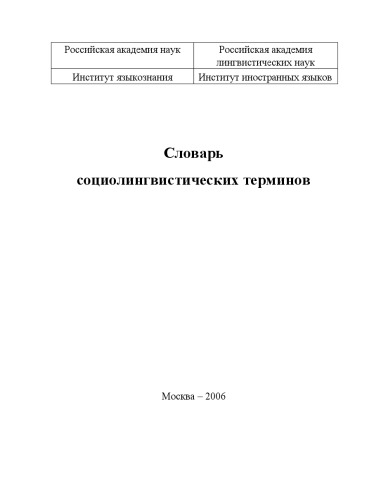 Российская академия наук
Российская академия
лингвистических наук
Институт языкознания
Институт иностранных языков
Словарь
социолингвистических терминов
Москва – 2006